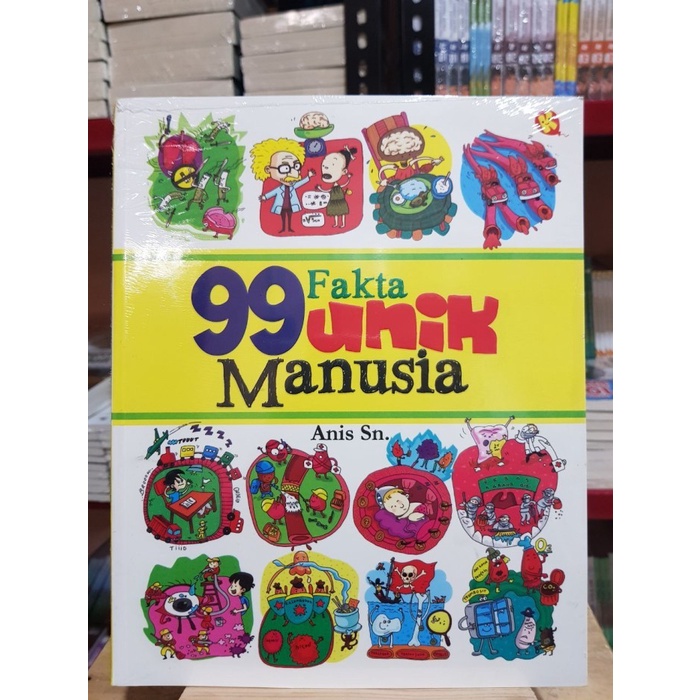 99 Fakta
unik
Manusia
Anis Sn.